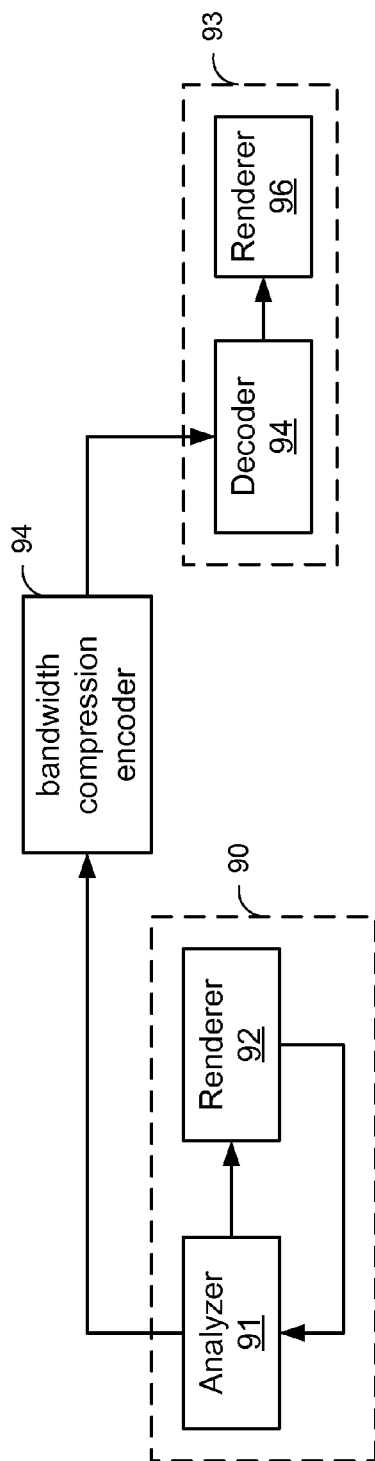 90
Analyzer
91
Renderer
92
94
bandwidth
compression
encoder
93
Decoder
94
Renderer
96